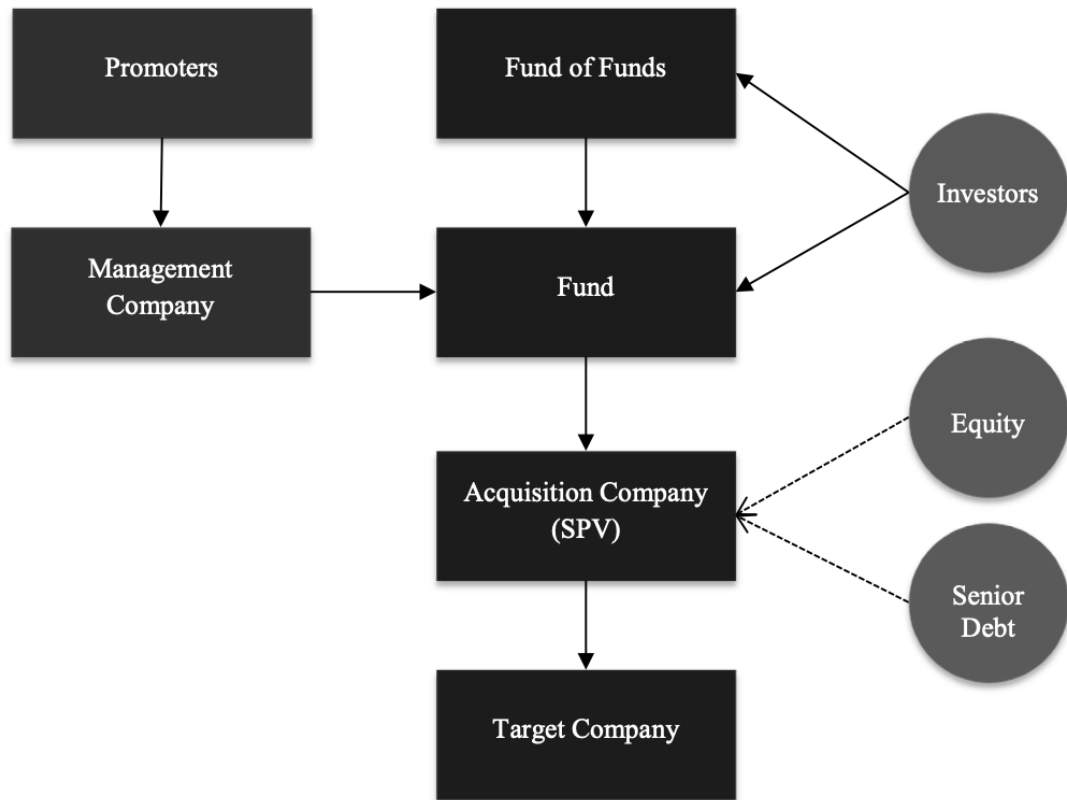 Promoters
Fund of Funds
Investors
Management
Company
Fund
Equity
Acquisition Company
(SPV)
Senior
Debt
Target Company